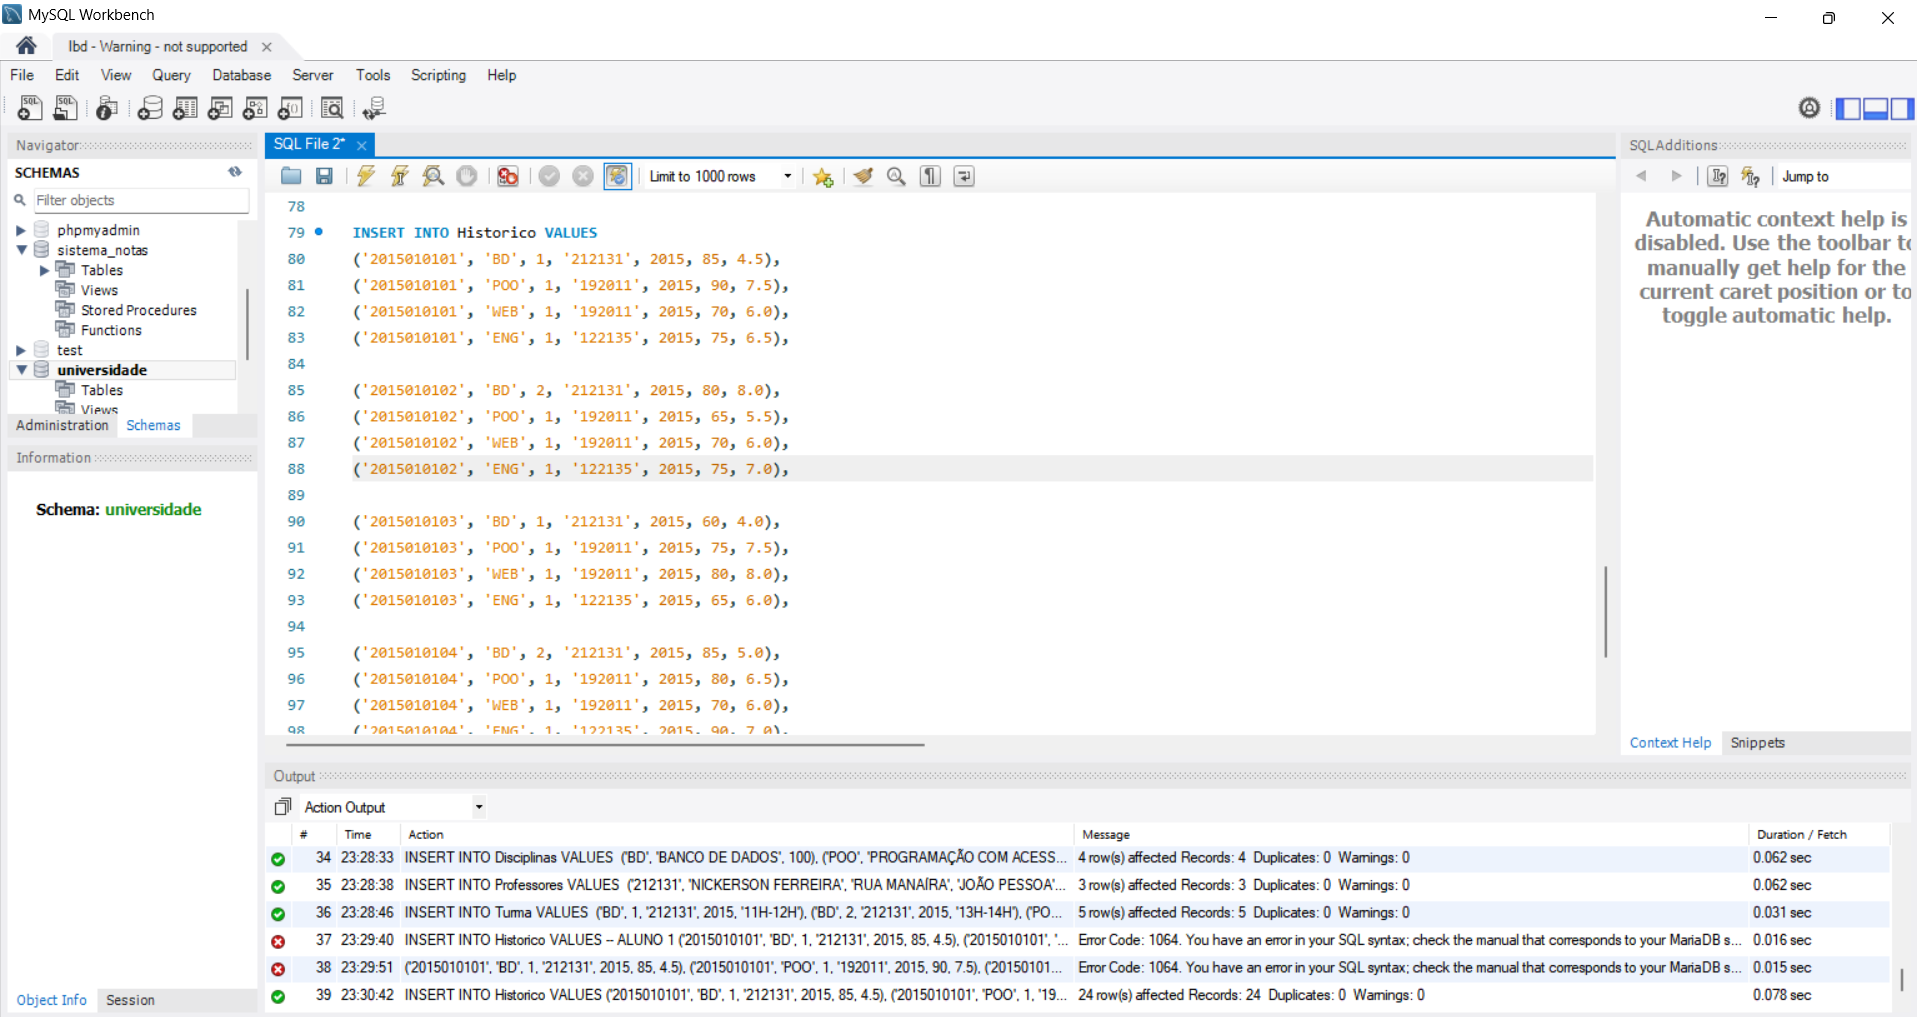 MySQL Workbench
lbd - Warning - not supported
File Edit View Query Database Server Tools Scripting Help
Navigator
SCHEMAS
Filter objects
phpmyadmin
sistema_notas
Tables
Views
Stored Procedures
Functions
test
universidade
Tables
Views
Administration Schemas
Information
Schema: universidade
Object Info Session
SQL File 2*
Limit to 1000 rows
78
79 INSERT INTO Historico VALUES
80 ('2015010101', 'BD', 1, '212131', 2015, 85, 4.5),
81 ('2015010101', 'POO', 1, '192011', 2015, 90, 7.5),
82 ('2015010101', 'WEB', 1, '192011', 2015, 70, 6.0),
83 ('2015010101', 'ENG', 1, '122135', 2015, 75, 6.5),
84
85 ('2015010102', 'BD', 2, '212131', 2015, 80, 8.0),
86 ('2015010102', 'POO', 1, '192011', 2015, 65, 5.5),
87 ('2015010102', 'WEB', 1, '192011', 2015, 70, 6.0),
88 ('2015010102', 'ENG', 1, '122135', 2015, 75, 7.0),
89
90 ('2015010103', 'BD', 1, '212131', 2015, 60, 4.0),
91 ('2015010103', 'POO', 1, '192011', 2015, 75, 7.5),
92 ('2015010103', 'WEB', 1, '192011', 2015, 80, 8.0),
93 ('2015010103', 'ENG', 1, '122135', 2015, 65, 6.0),
94
95 ('2015010104', 'BD', 2, '212131', 2015, 85, 5.0),
96 ('2015010104', 'POO', 1, '192011', 2015, 80, 6.5),
97 ('2015010104', 'WEB', 1, '192011', 2015, 70, 6.0),
98 ('2015010104', 'ENG', 1, '122135', 2015, 90, 7.0),
SQLAdditions
Jump to
Automatic context help is
disabled. Use the toolbar to
manually get help for the
current caret position or to
toggle automatic help.
Context Help Snippets
Output
Action Output
# Time Action Message Duration / Fetch
34 23:28:33 INSERT INTO Disciplinas VALUES ('BD', 'BANCO DE DADOS', 100), ('POO', 'PROGRAMAÇÃO COM ACESS... 4 row(s) affected Records: 4 Duplicates: 0 Warnings: 0 0.062 sec
35 23:28:38 INSERT INTO Professores VALUES ('212131', 'NICKERSON FERREIRA', 'RUA MANAÍRA', 'JOÃO PESSOA'... 3 row(s) affected Records: 3 Duplicates: 0 Warnings: 0 0.062 sec
36 23:28:46 INSERT INTO Turma VALUES ('BD', 1, '212131', 2015, '11H-12H'), ('BD', 2, '212131', 2015, '13H-14H'), ('PO... 5 row(s) affected Records: 5 Duplicates: 0 Warnings: 0 0.031 sec
37 23:29:40 INSERT INTO Historico VALUES -- ALUNO 1 ('2015010101', 'BD', 1, '212131', 2015, 85, 4.5), ('2015010101', '... Error Code: 1064. You have an error in your SQL syntax; check the manual that corresponds to your MariaDB s... 0.016 sec
38 23:29:51 ('2015010101', 'BD', 1, '212131', 2015, 85, 4.5), ('2015010101', 'POO', 1, '192011', 2015, 90, 7.5), ('20150101... Error Code: 1064. You have an error in your SQL syntax; check the manual that corresponds to your MariaDB s... 0.015 sec
39 23:30:42 INSERT INTO Historico VALUES ('2015010101', 'BD', 1, '212131', 2015, 85, 4.5), ('2015010101', 'POO', 1, '19... 24 row(s) affected Records: 24 Duplicates: 0 Warnings: 0 0.078 sec